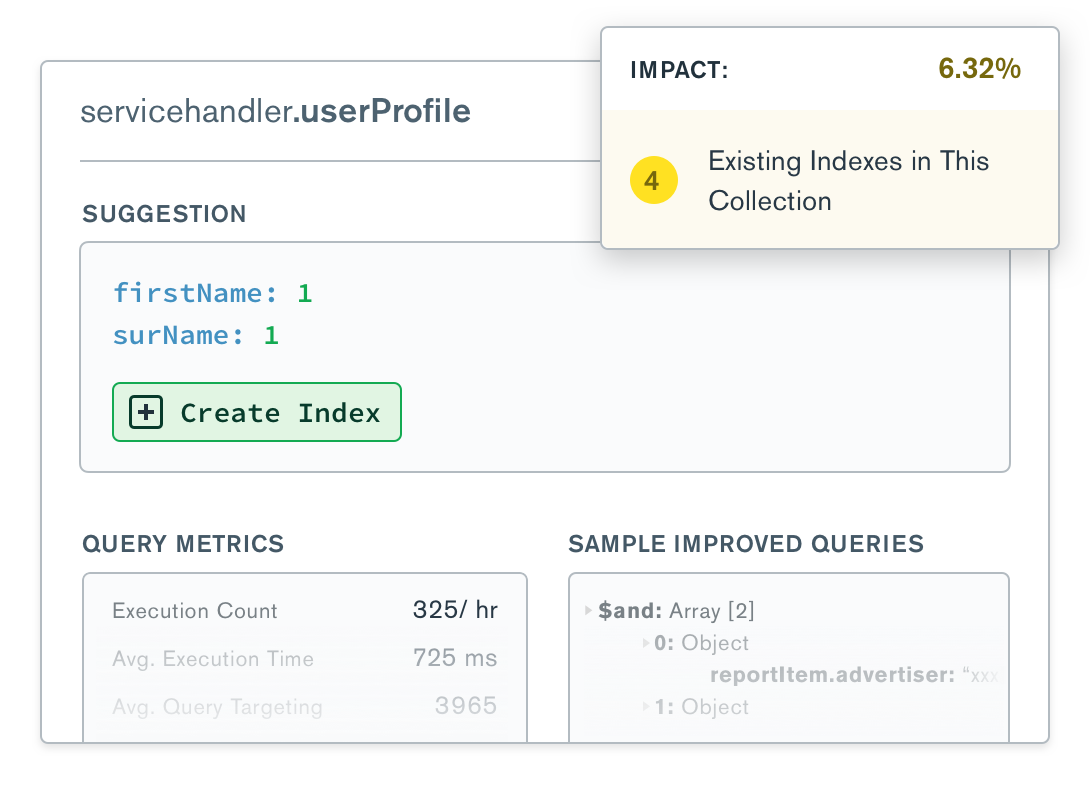 IMPACT: 6.32%
4 Existing Indexes in This
Collection
servicehandler.userProfile
SUGGESTION
firstName: 1
surName: 1
Create Index
QUERY METRICS
Execution Count 325/ hr
Avg. Execution Time 725 ms
Avg. Query Targeting 3965
SAMPLE IMPROVED QUERIES
$and: Array [2]
0: Object
reportItem.advertiser: “xxx
1: Object